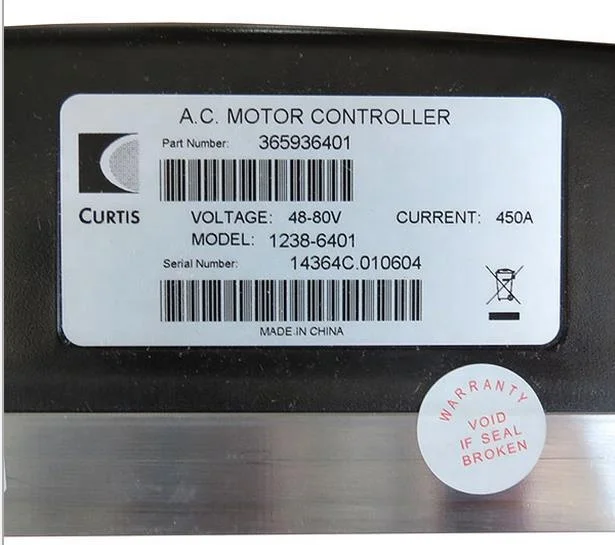 A.C. MOTOR CONTROLLER
Part Number: 365936401
CURTIS
VOLTAGE: 48-80V CURRENT: 450A
MODEL: 1238-6401
Serial Number: 14364C.010604
MADE IN CHINA
WARRANTY
VOID
IF SEAL
BROKEN